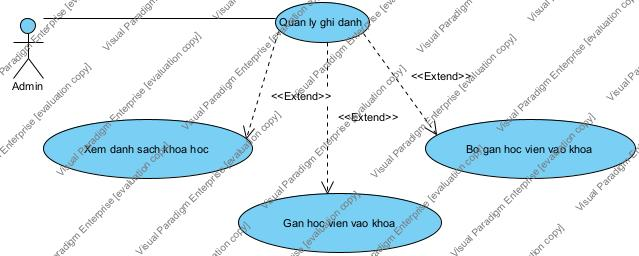 Quan ly ghi danh
Admin
<<Extend>>
<<Extend>>
<<Extend>>
Xem danh sach khoa hoc
Bo gan hoc vien vao khoa
Gan hoc vien vao khoa
Visual Paradigm Enterprise [evaluation copy]